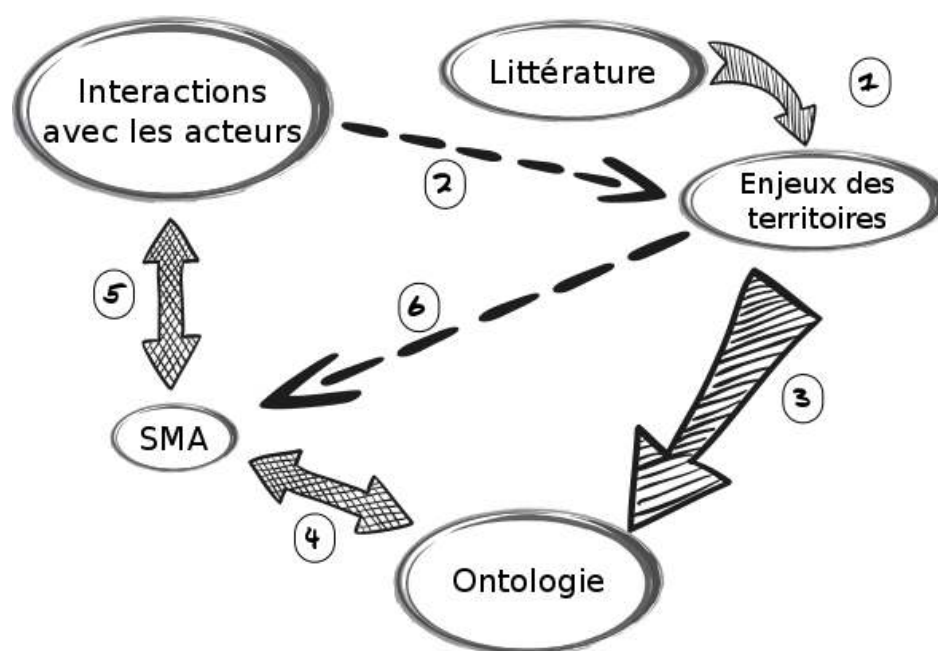 Interactions
avec les acteurs
Littérature
1
2
Enjeux des
territoires
5
6
3
SMA
4
Ontologie